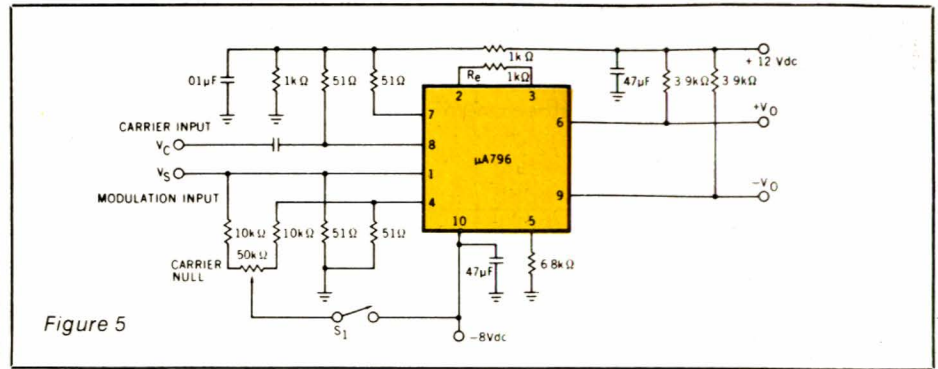 1kΩ
+ 12 Vdc
01μF
1kΩ
51Ω
51Ω
Re
1kΩ
47μF
3.9kΩ
3.9kΩ
2
3
7
6
+VO
CARRIER INPUT
VC
8
μA796
VS
1
MODULATION INPUT
4
9
-VO
10
5
10kΩ
10kΩ
51Ω
51Ω
50kΩ
47μF
6.8kΩ
CARRIER
NULL
Figure 5
S1
-8Vdc